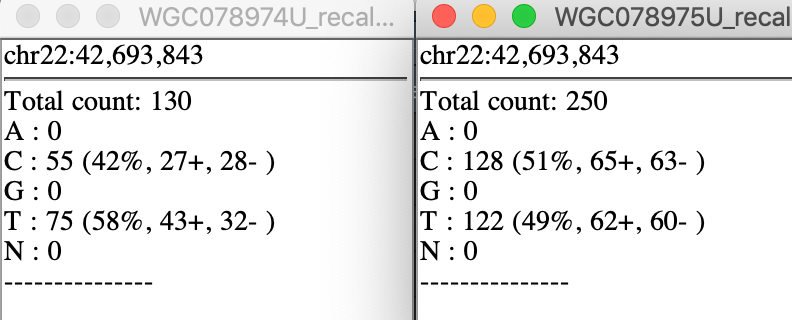 WGC078974U_recal...
chr22:42,693,843
Total count: 130
A : 0
C : 55 (42%, 27+, 28- )
G : 0
T : 75 (58%, 43+, 32- )
N : 0
---------------
WGC078975U_recal
chr22:42,693,843
Total count: 250
A : 0
C : 128 (51%, 65+, 63- )
G : 0
T : 122 (49%, 62+, 60- )
N : 0
---------------